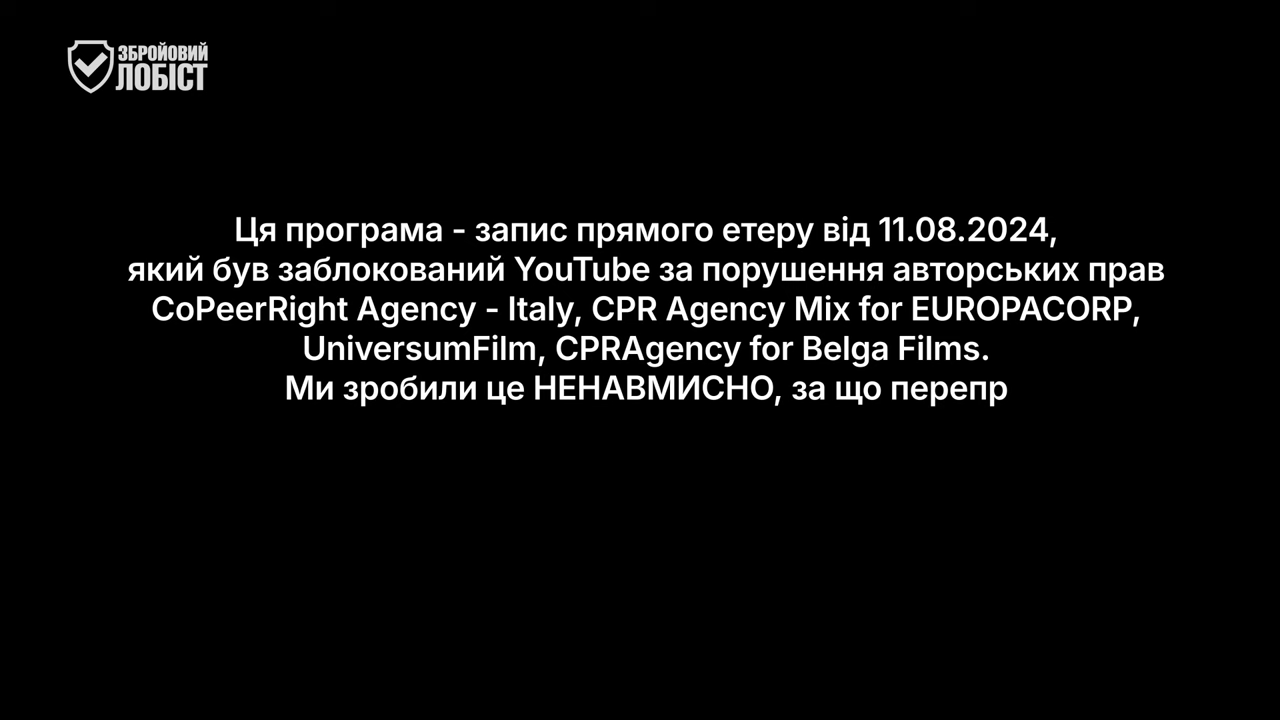 ЗБРОЙОВИЙ
ЛОБІСТ
Ця програма - запис прямого етеру від 11.08.2024,
який був заблокований YouTube за порушення авторських прав
CoPeerRight Agency - Italy, CPR Agency Mix for EUROPACORP,
UniversumFilm, CPRAgency for Belga Films.
Ми зробили це НЕНАВМИСНО, за що перепр